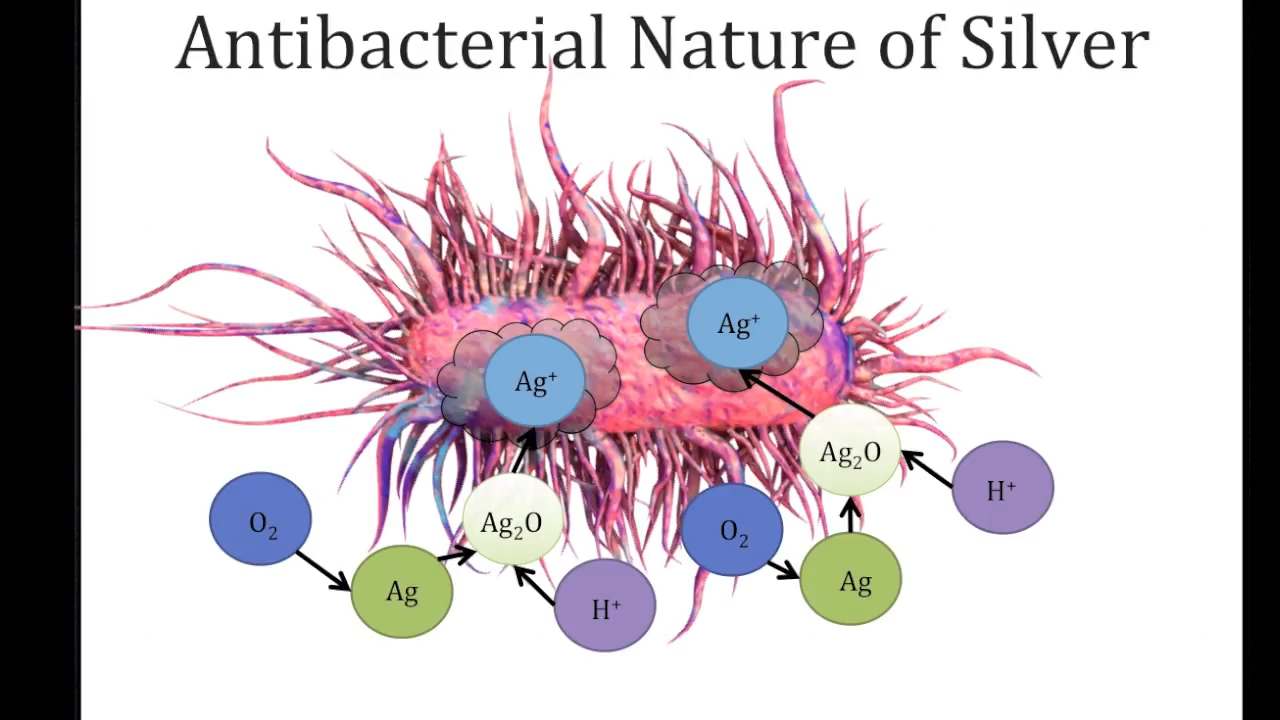 Antibacterial Nature of Silver
Ag⁺
Ag⁺
Ag₂O
H⁺
O₂
Ag₂O
O₂
Ag
Ag
H⁺